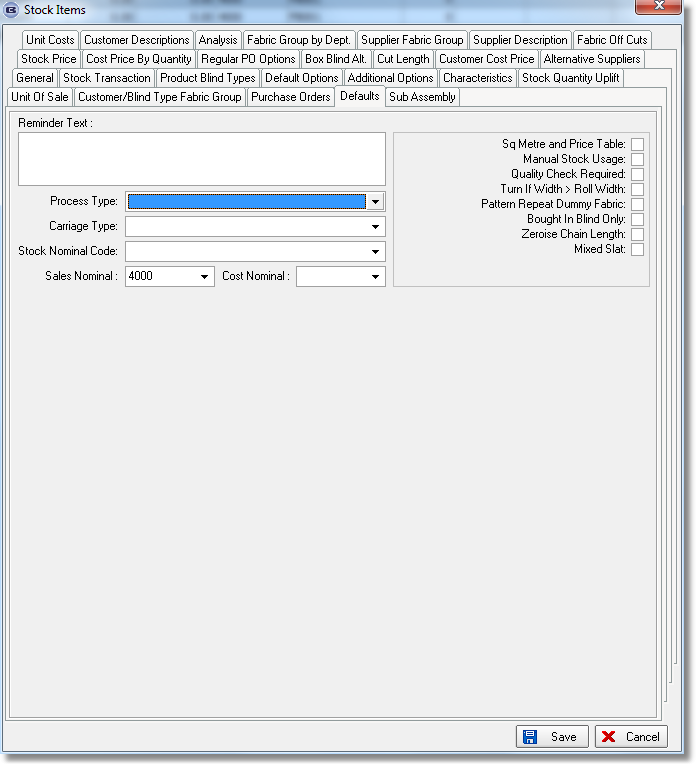 Stock Items
Unit Costs Customer Descriptions Analysis Fabric Group by Dept. Supplier Fabric Group Supplier Description Fabric Off Cuts
Stock Price Cost Price By Quantity Regular PO Options Box Blind Alt. Cut Length Customer Cost Price Alternative Suppliers
General Stock Transaction Product Blind Types Default Options Additional Options Characteristics Stock Quantity Uplift
Unit Of Sale Customer/Blind Type Fabric Group Purchase Orders Defaults Sub Assembly
Reminder Text :
Process Type:
Carriage Type:
Stock Nominal Code:
Sales Nominal : 4000 Cost Nominal :
Sq Metre and Price Table:
Manual Stock Usage:
Quality Check Required:
Turn If Width > Roll Width:
Pattern Repeat Dummy Fabric:
Bought In Blind Only:
Zeroise Chain Length:
Mixed Slat:
Save Cancel